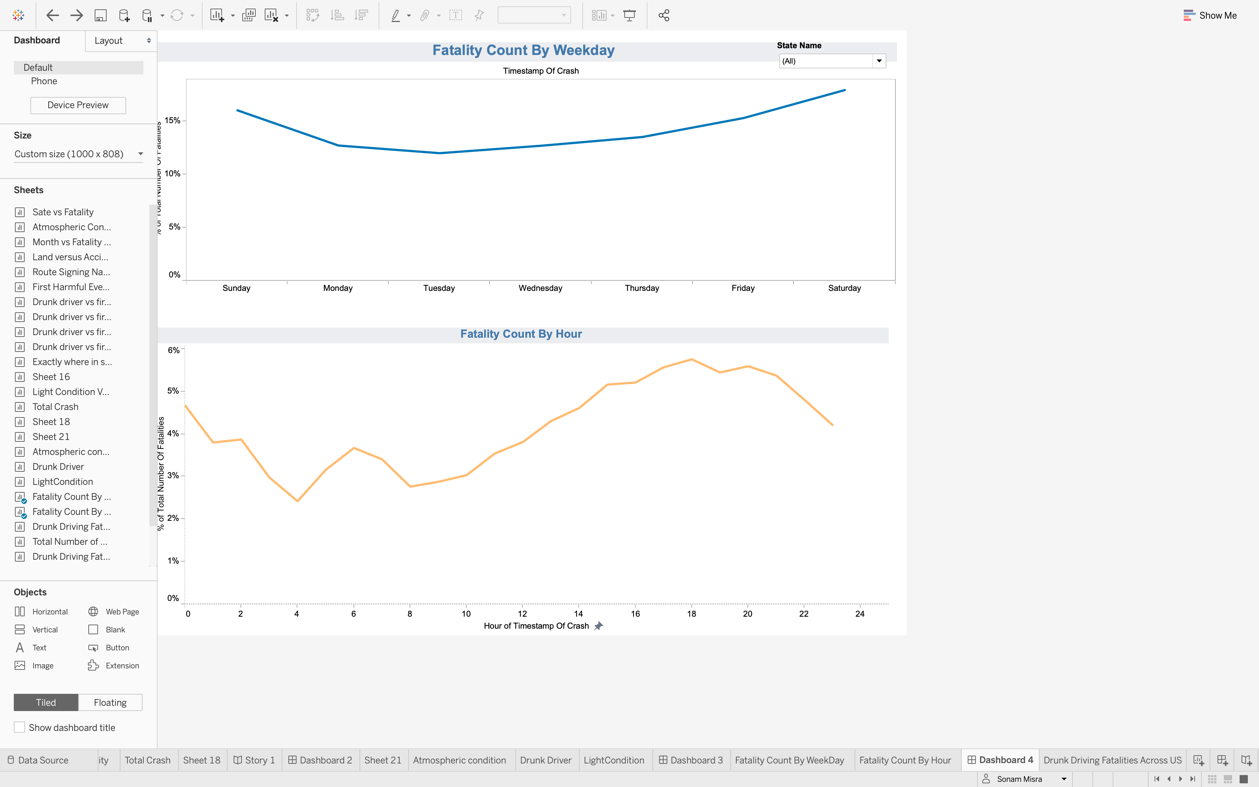 Show Me
Dashboard
Layout
Default
Phone
Device Preview
Size
Custom size (1000 x 808)
Sheets
Sate vs Fatality
Atmospheric Con...
Month vs Fatality ...
Land versus Acci...
Route Signing Na...
First Harmful Eve...
Drunk driver vs fir...
Drunk driver vs fir...
Drunk driver vs fir...
Drunk driver vs fir...
Exactly where in s...
Sheet 16
Light Condition V...
Total Crash
Sheet 18
Sheet 21
Atmospheric con...
Drunk Driver
LightCondition
Fatality Count By ...
Fatality Count By ...
Drunk Driving Fat...
Total Number of ...
Drunk Driving Fat...
Objects
Horizontal
Web Page
Vertical
Blank
Text
Button
Image
Extension
Tiled
Floating
Show dashboard title
Fatality Count By Weekday
State Name
(All)
Timestamp Of Crash
% of Total Number Of Fatalities
15%
10%
5%
0%
Sunday Monday Tuesday Wednesday Thursday Friday Saturday
Fatality Count By Hour
% of Total Number Of Fatalities
6%
5%
4%
3%
2%
1%
0%
0 2 4 6 8 10 12 14 16 18 20 22 24
Hour of Timestamp Of Crash
Data Source ity Total Crash Sheet 18 Story 1 Dashboard 2 Sheet 21 Atmospheric condition Drunk Driver LightCondition Dashboard 3 Fatality Count By WeekDay Fatality Count By Hour Dashboard 4 Drunk Driving Fatalities Across US
Sonam Misra